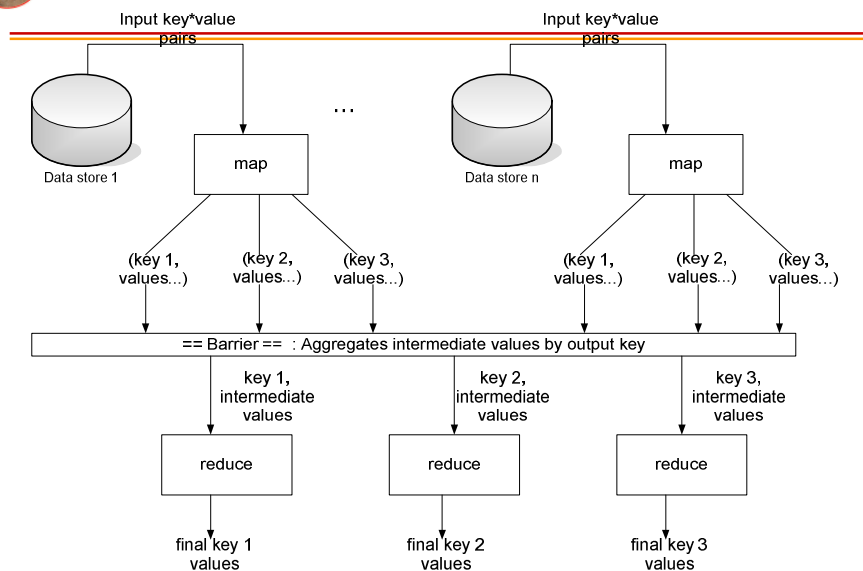 Input key*value
pairs
Input key*value
pairs
...
map
map
Data store 1
Data store n
(key 1,
values...)
(key 2,
values...)
(key 3,
values...)
(key 1,
values...)
(key 2,
values...)
(key 3,
values...)
== Barrier == : Aggregates intermediate values by output key
key 1,
intermediate
values
key 2,
intermediate
values
key 3,
intermediate
values
reduce
reduce
reduce
final key 1
values
final key 2
values
final key 3
values